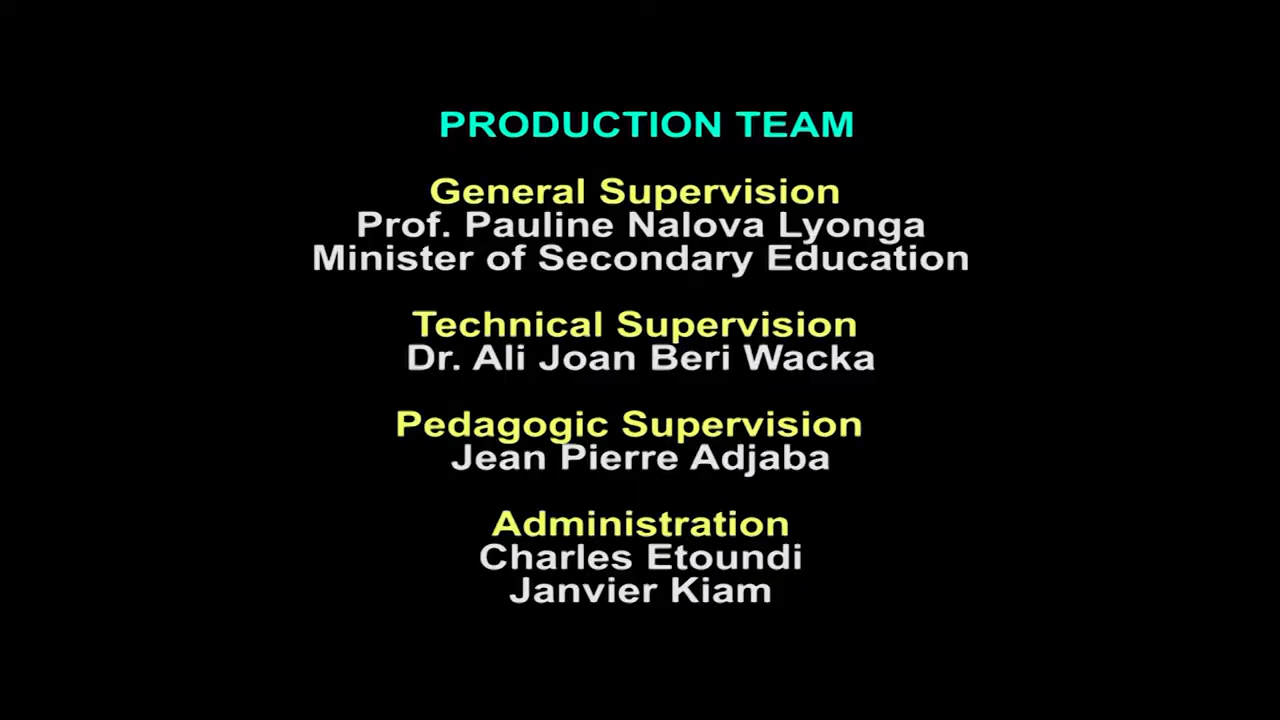 PRODUCTION TEAM
General Supervision
Prof. Pauline Nalova Lyonga
Minister of Secondary Education
Technical Supervision
Dr. Ali Joan Beri Wacka
Pedagogic Supervision
Jean Pierre Adjaba
Administration
Charles Etoundi
Janvier Kiam